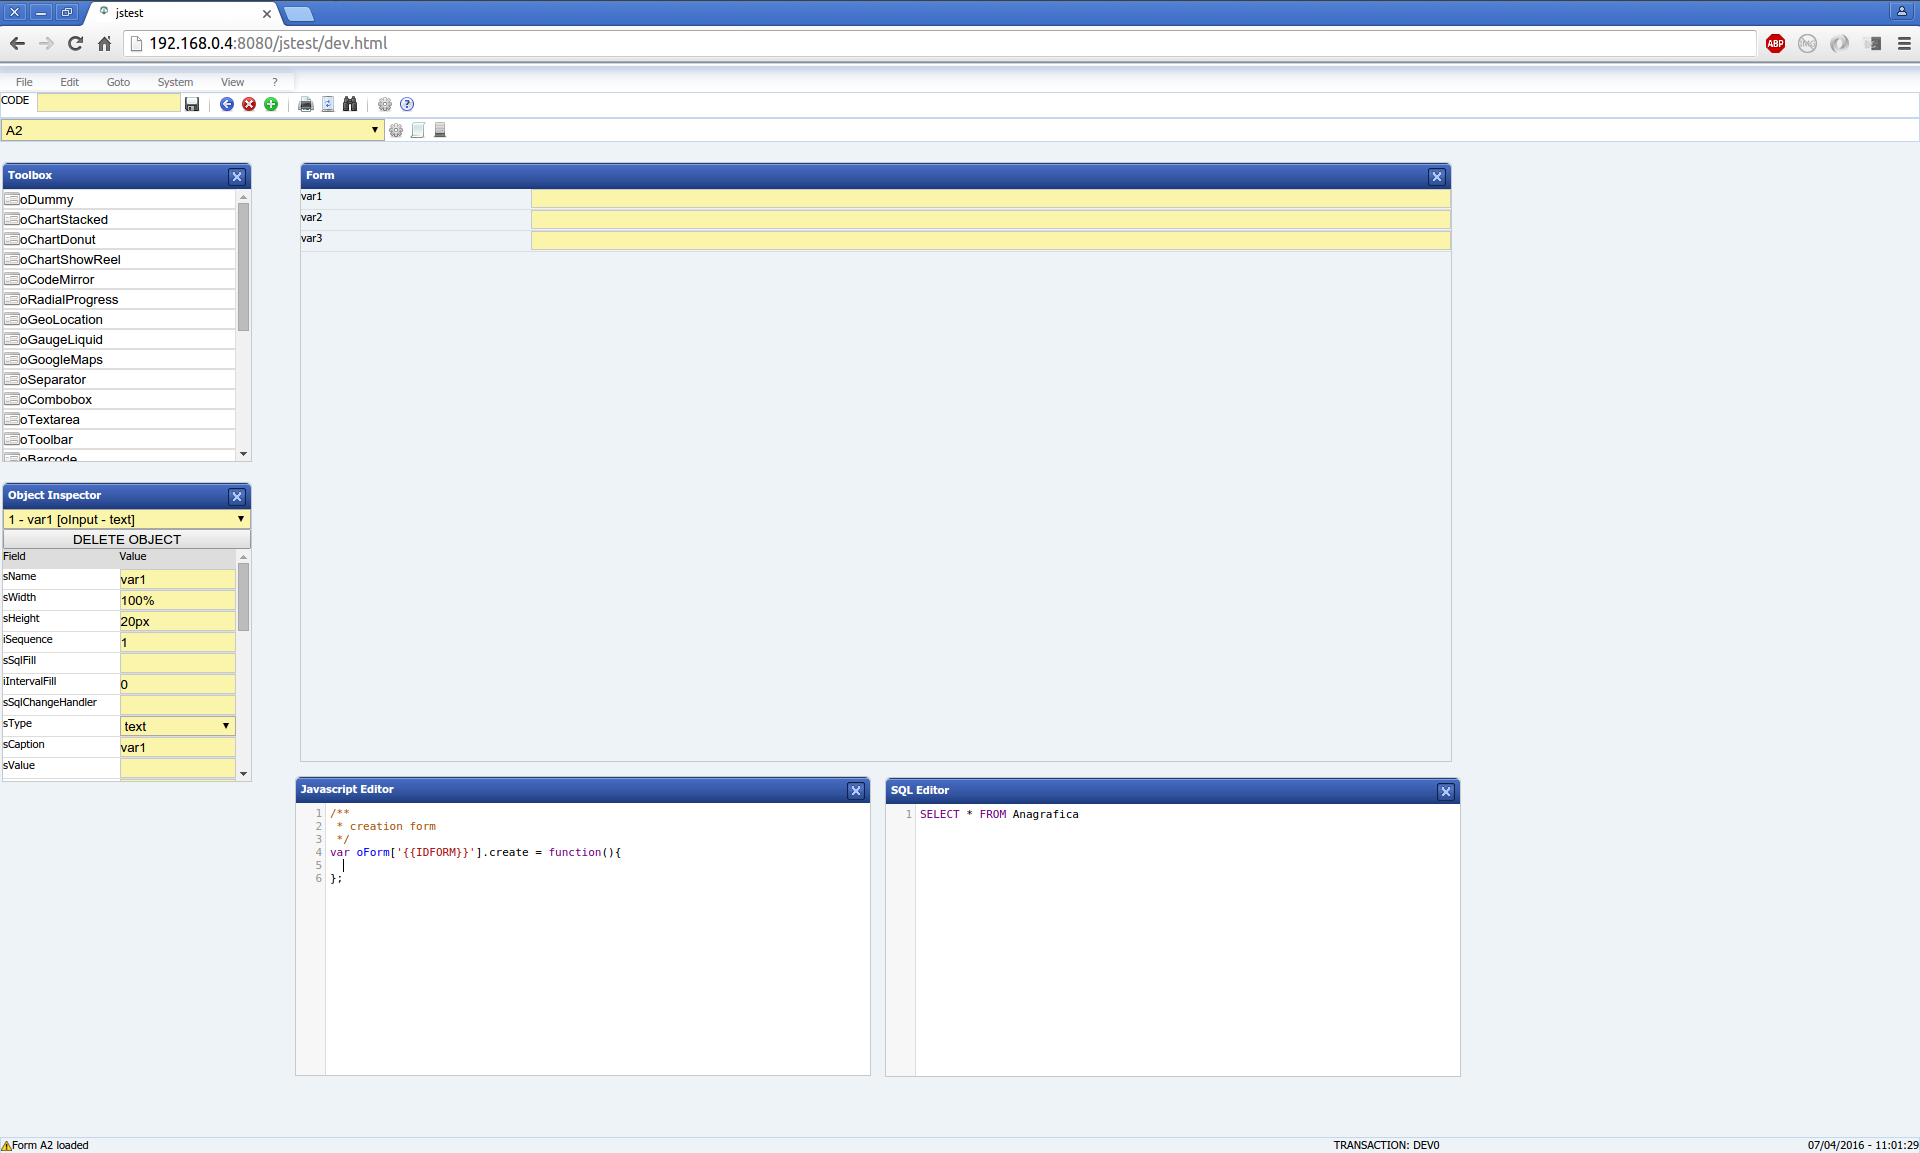 jstest
192.168.0.4:8080/jstest/dev.html
ABP
File Edit Goto System View ?
CODE
A2
Toolbox
oDummy
oChartStacked
oChartDonut
oChartShowReel
oCodeMirror
oRadialProgress
oGeoLocation
oGaugeLiquid
oGoogleMaps
oSeparator
oCombobox
oTextarea
oToolbar
oBarcode
Form
var1
var2
var3
Object Inspector
1 - var1 [oInput - text]
DELETE OBJECT
Field Value
sName var1
sWidth 100%
sHeight 20px
iSequence 1
sSqlFill
iIntervalFill 0
sSqlChangeHandler
sType text
sCaption var1
sValue
Javascript Editor
1 /**
2 * creation form
3 */
4 var oForm['{{IDFORM}}'].create = function(){
5
6 };
SQL Editor
1 SELECT * FROM Anagrafica
Form A2 loaded
TRANSACTION: DEV0
07/04/2016 - 11:01:29